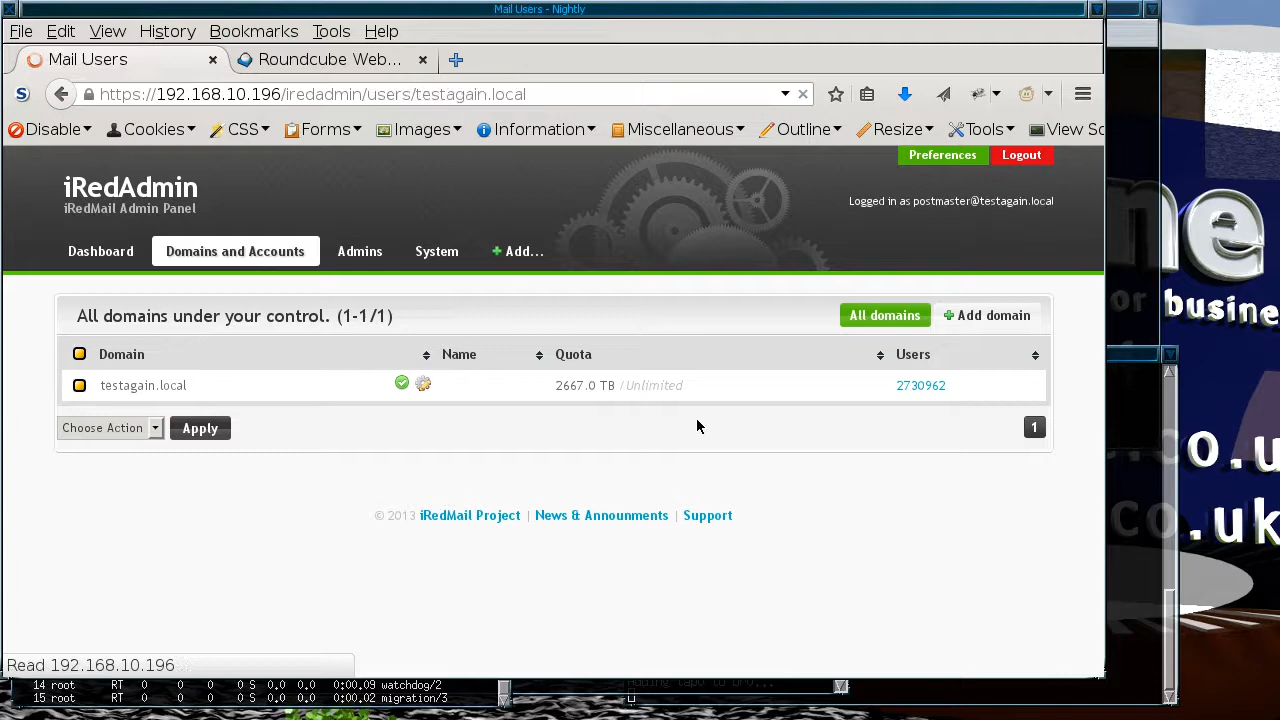 Mail Users - Nightly
File Edit View History Bookmarks Tools Help
Mail Users × Roundcube Web... ×
https://192.168.10.196/iredadmin/users/testagain.local
Disable Cookies CSS Forms Images Information Miscellaneous Outline Resize Tools View Sc
Preferences Logout
iRedAdmin
iRedMail Admin Panel
Logged in as postmaster@testagain.local
Dashboard Domains and Accounts Admins System Add...
All domains under your control. (1-1/1) All domains Add domain
Domain Name Quota Users
testagain.local 2667.0 TB / Unlimited 2730962
Choose Action Apply 1
© 2013 iRedMail Project | News & Announments | Support
Read 192.168.10.196
14 root RT 0 0 0 S 0.0 0.0 0:00.09 watchdog/2
15 root RT 0 0 0 S 0.0 0.0 0:00.02 migration/3
ne
or busine
.co.u
co.uk